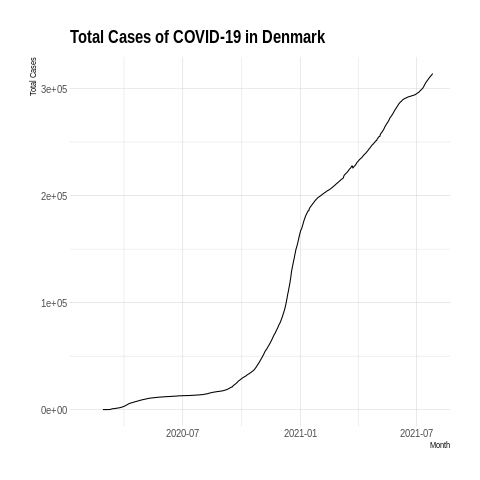 Total Cases of COVID-19 in Denmark
Total Cases
3e+05
2e+05
1e+05
0e+00
2020-07 2021-01 2021-07
Month